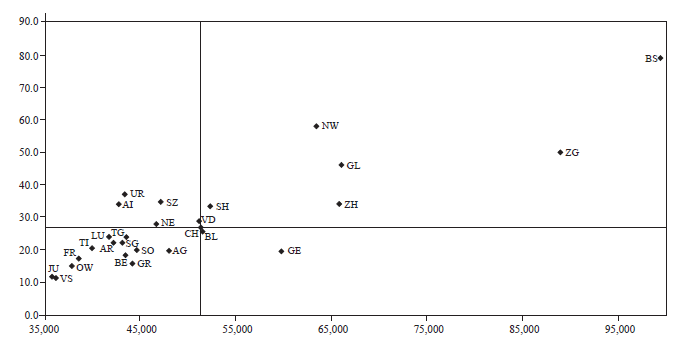 90.0
80.0
BS
70.0
60.0
NW
50.0
ZG
GL
40.0
UR
AI
SZ
SH
ZH
30.0
VD
NE
CH
BL
LU
TG
TI
AR
SG
20.0
SO
AG
GE
FR
BE
GR
JU
OW
10.0
VS
0.0
35,000 45,000 55,000 65,000 75,000 85,000 95,000